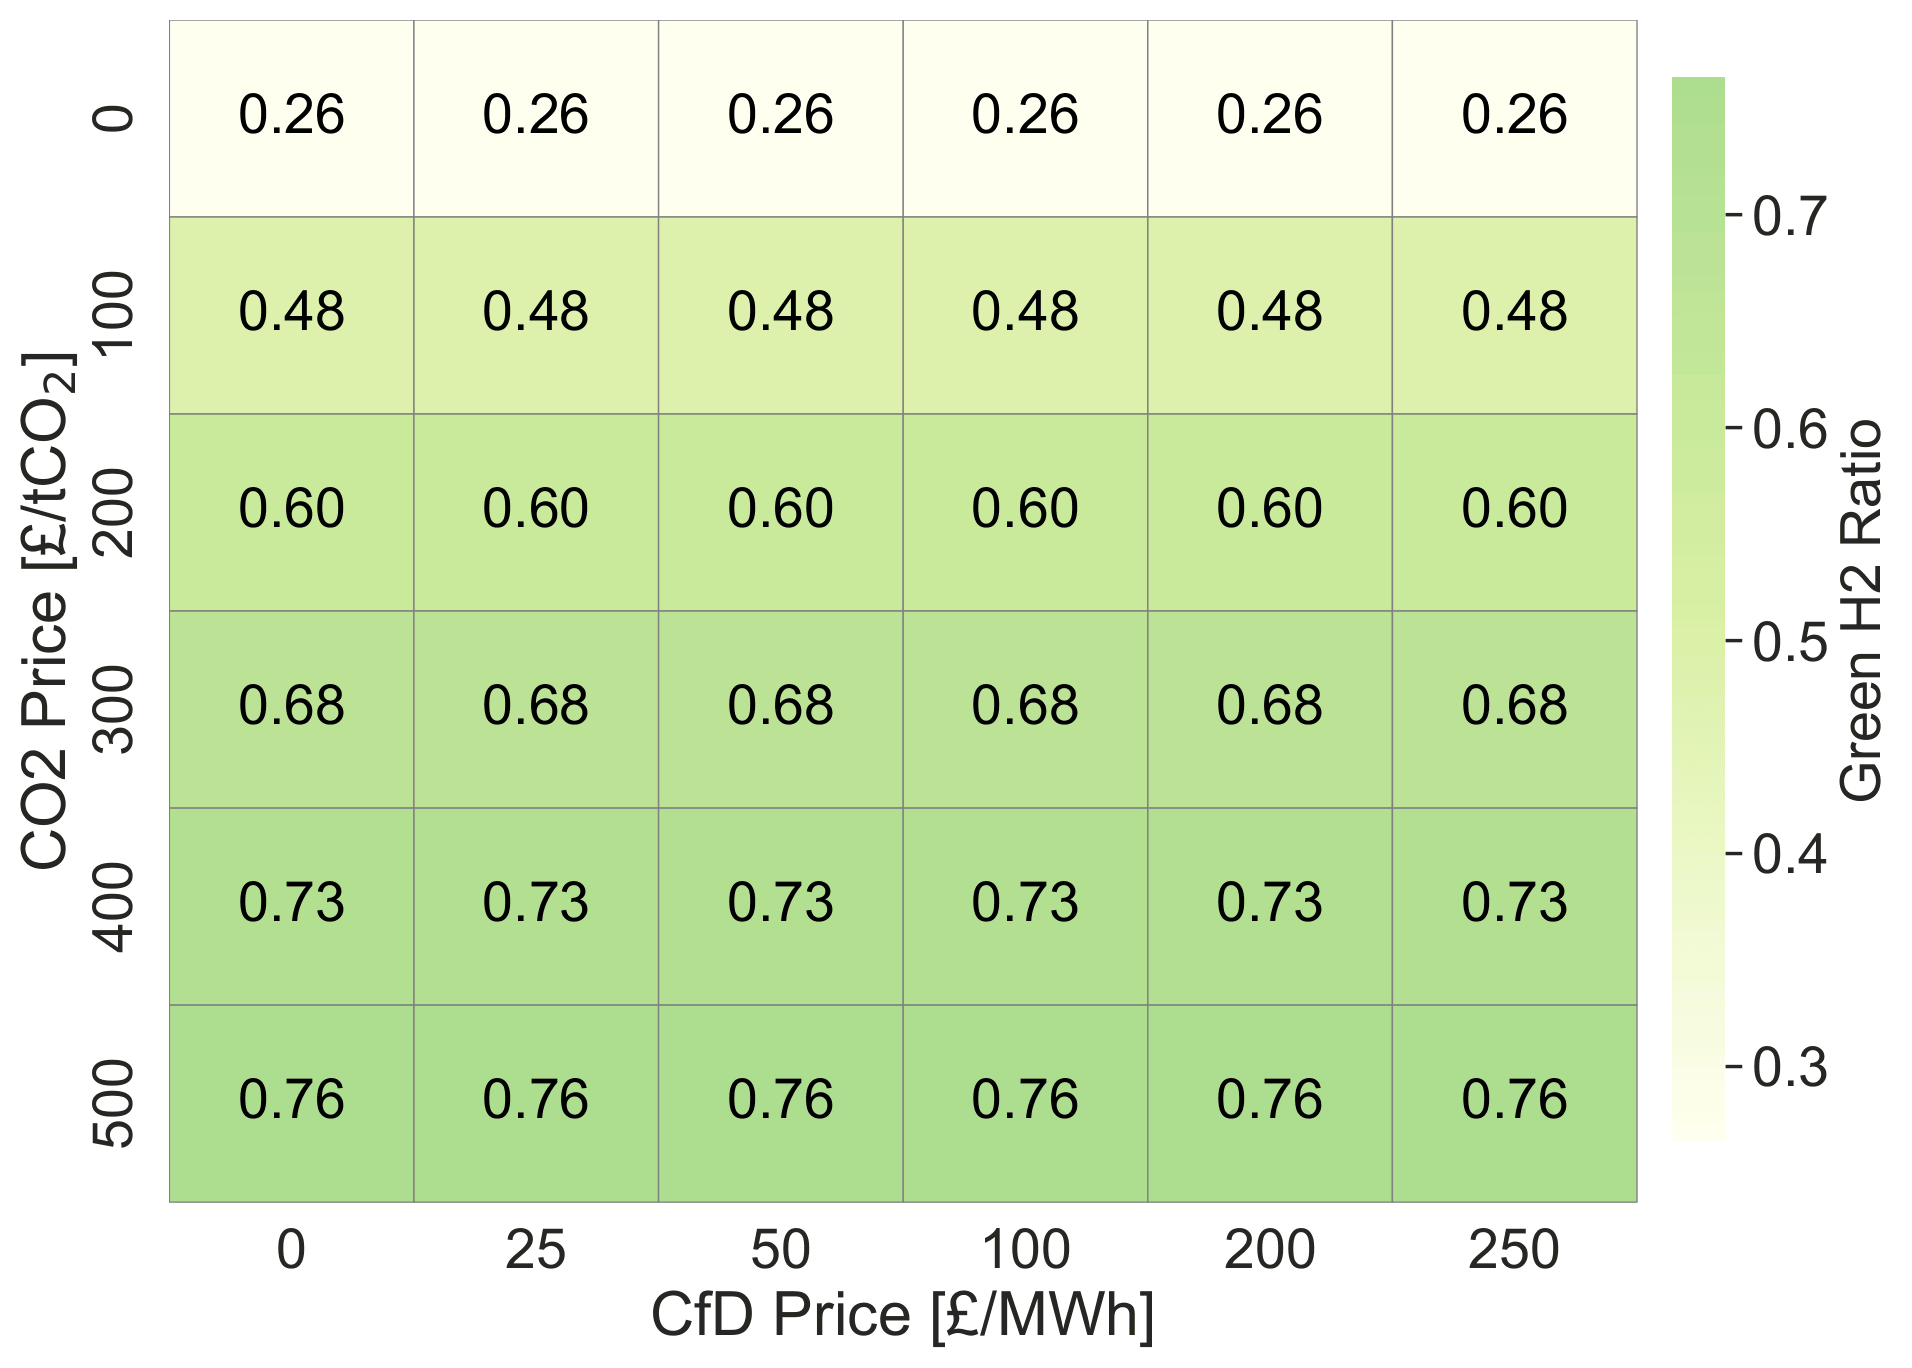 0 0.26 0.26 0.26 0.26 0.26 0.26
100 0.48 0.48 0.48 0.48 0.48 0.48
200 0.60 0.60 0.60 0.60 0.60 0.60
300 0.68 0.68 0.68 0.68 0.68 0.68
400 0.73 0.73 0.73 0.73 0.73 0.73
500 0.76 0.76 0.76 0.76 0.76 0.76
0 25 50 100 200 250
CfD Price [£/MWh]
CO2 Price [£/tCO₂]
0.7
0.6
0.5
0.4
0.3
Green H2 Ratio